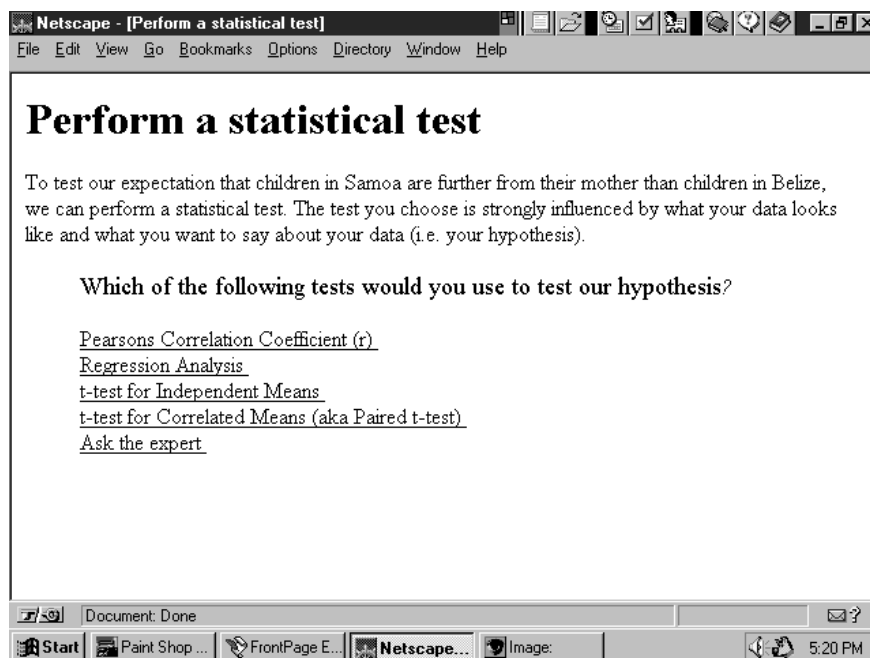 Netscape - [Perform a statistical test]
File Edit View Go Bookmarks Options Directory Window Help
Perform a statistical test
To test our expectation that children in Samoa are further from their mother than children in Belize,
we can perform a statistical test. The test you choose is strongly influenced by what your data looks
like and what you want to say about your data (i.e. your hypothesis).
Which of the following tests would you use to test our hypothesis?
Pearsons Correlation Coefficient (r)
Regression Analysis
t-test for Independent Means
t-test for Correlated Means (aka Paired t-test)
Ask the expert
Document: Done
Start Paint Shop ... FrontPage E... Netscape... Image: 5:20 PM